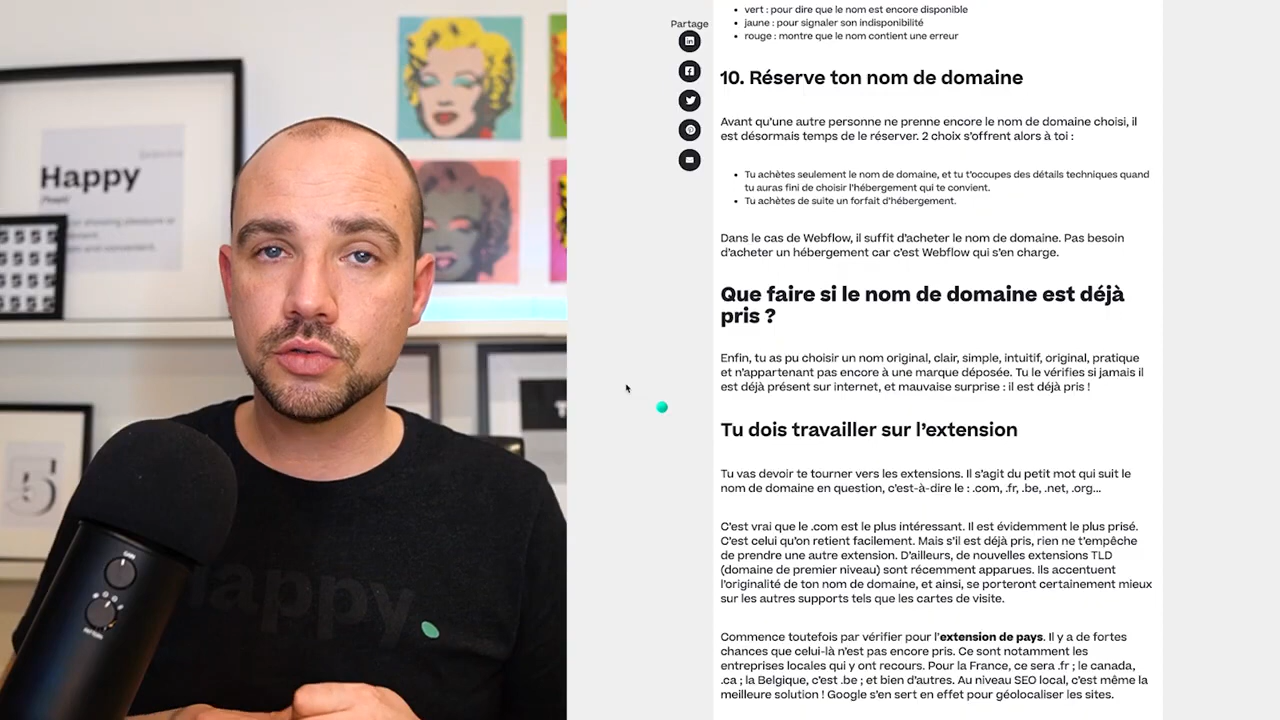 Happy
happy.
5
Partage
vert : pour dire que le nom est encore disponible
jaune : pour signaler son indisponibilité
rouge : montre que le nom contient une erreur
10. Réserve ton nom de domaine
Avant qu'une autre personne ne prenne encore le nom de domaine choisi, il
est désormais temps de le réserver. 2 choix s'offrent alors à toi :
Tu achètes seulement le nom de domaine, et tu t'occupes des détails techniques quand
tu auras fini de choisir l'hébergement qui te convient.
Tu achètes de suite un forfait d'hébergement.
Dans le cas de Webflow, il suffit d'acheter le nom de domaine. Pas besoin
d'acheter un hébergement car c'est Webflow qui s'en charge.
Que faire si le nom de domaine est déjà
pris ?
Enfin, tu as pu choisir un nom original, clair, simple, intuitif, original, pratique
et n'appartenant pas encore à une marque déposée. Tu le vérifies si jamais il
est déjà présent sur internet, et mauvaise surprise : il est déjà pris !
Tu dois travailler sur l'extension
Tu vas devoir te tourner vers les extensions. Il s'agit du petit mot qui suit le
nom de domaine en question, c'est-à-dire le : .com, .fr, .be, .net, .org...
C'est vrai que le .com est le plus intéressant. Il est évidemment le plus prisé.
C'est celui qu'on retient facilement. Mais s'il est déjà pris, rien ne t'empêche
de prendre une autre extension. D'ailleurs, de nouvelles extensions TLD
(domaine de premier niveau) sont récemment apparues. Ils accentuent
l'originalité de ton nom de domaine, et ainsi, se porteront certainement mieux
sur les autres supports tels que les cartes de visite.
Commence toutefois par vérifier pour l'extension de pays. Il y a de fortes
chances que celui-là n'est pas encore pris. Ce sont notamment les
entreprises locales qui y ont recours. Pour la France, ce sera .fr ; le canada,
.ca ; la Belgique, c'est .be ; et bien d'autres. Au niveau SEO local, c'est même la
meilleure solution ! Google s'en sert en effet pour géolocaliser les sites.